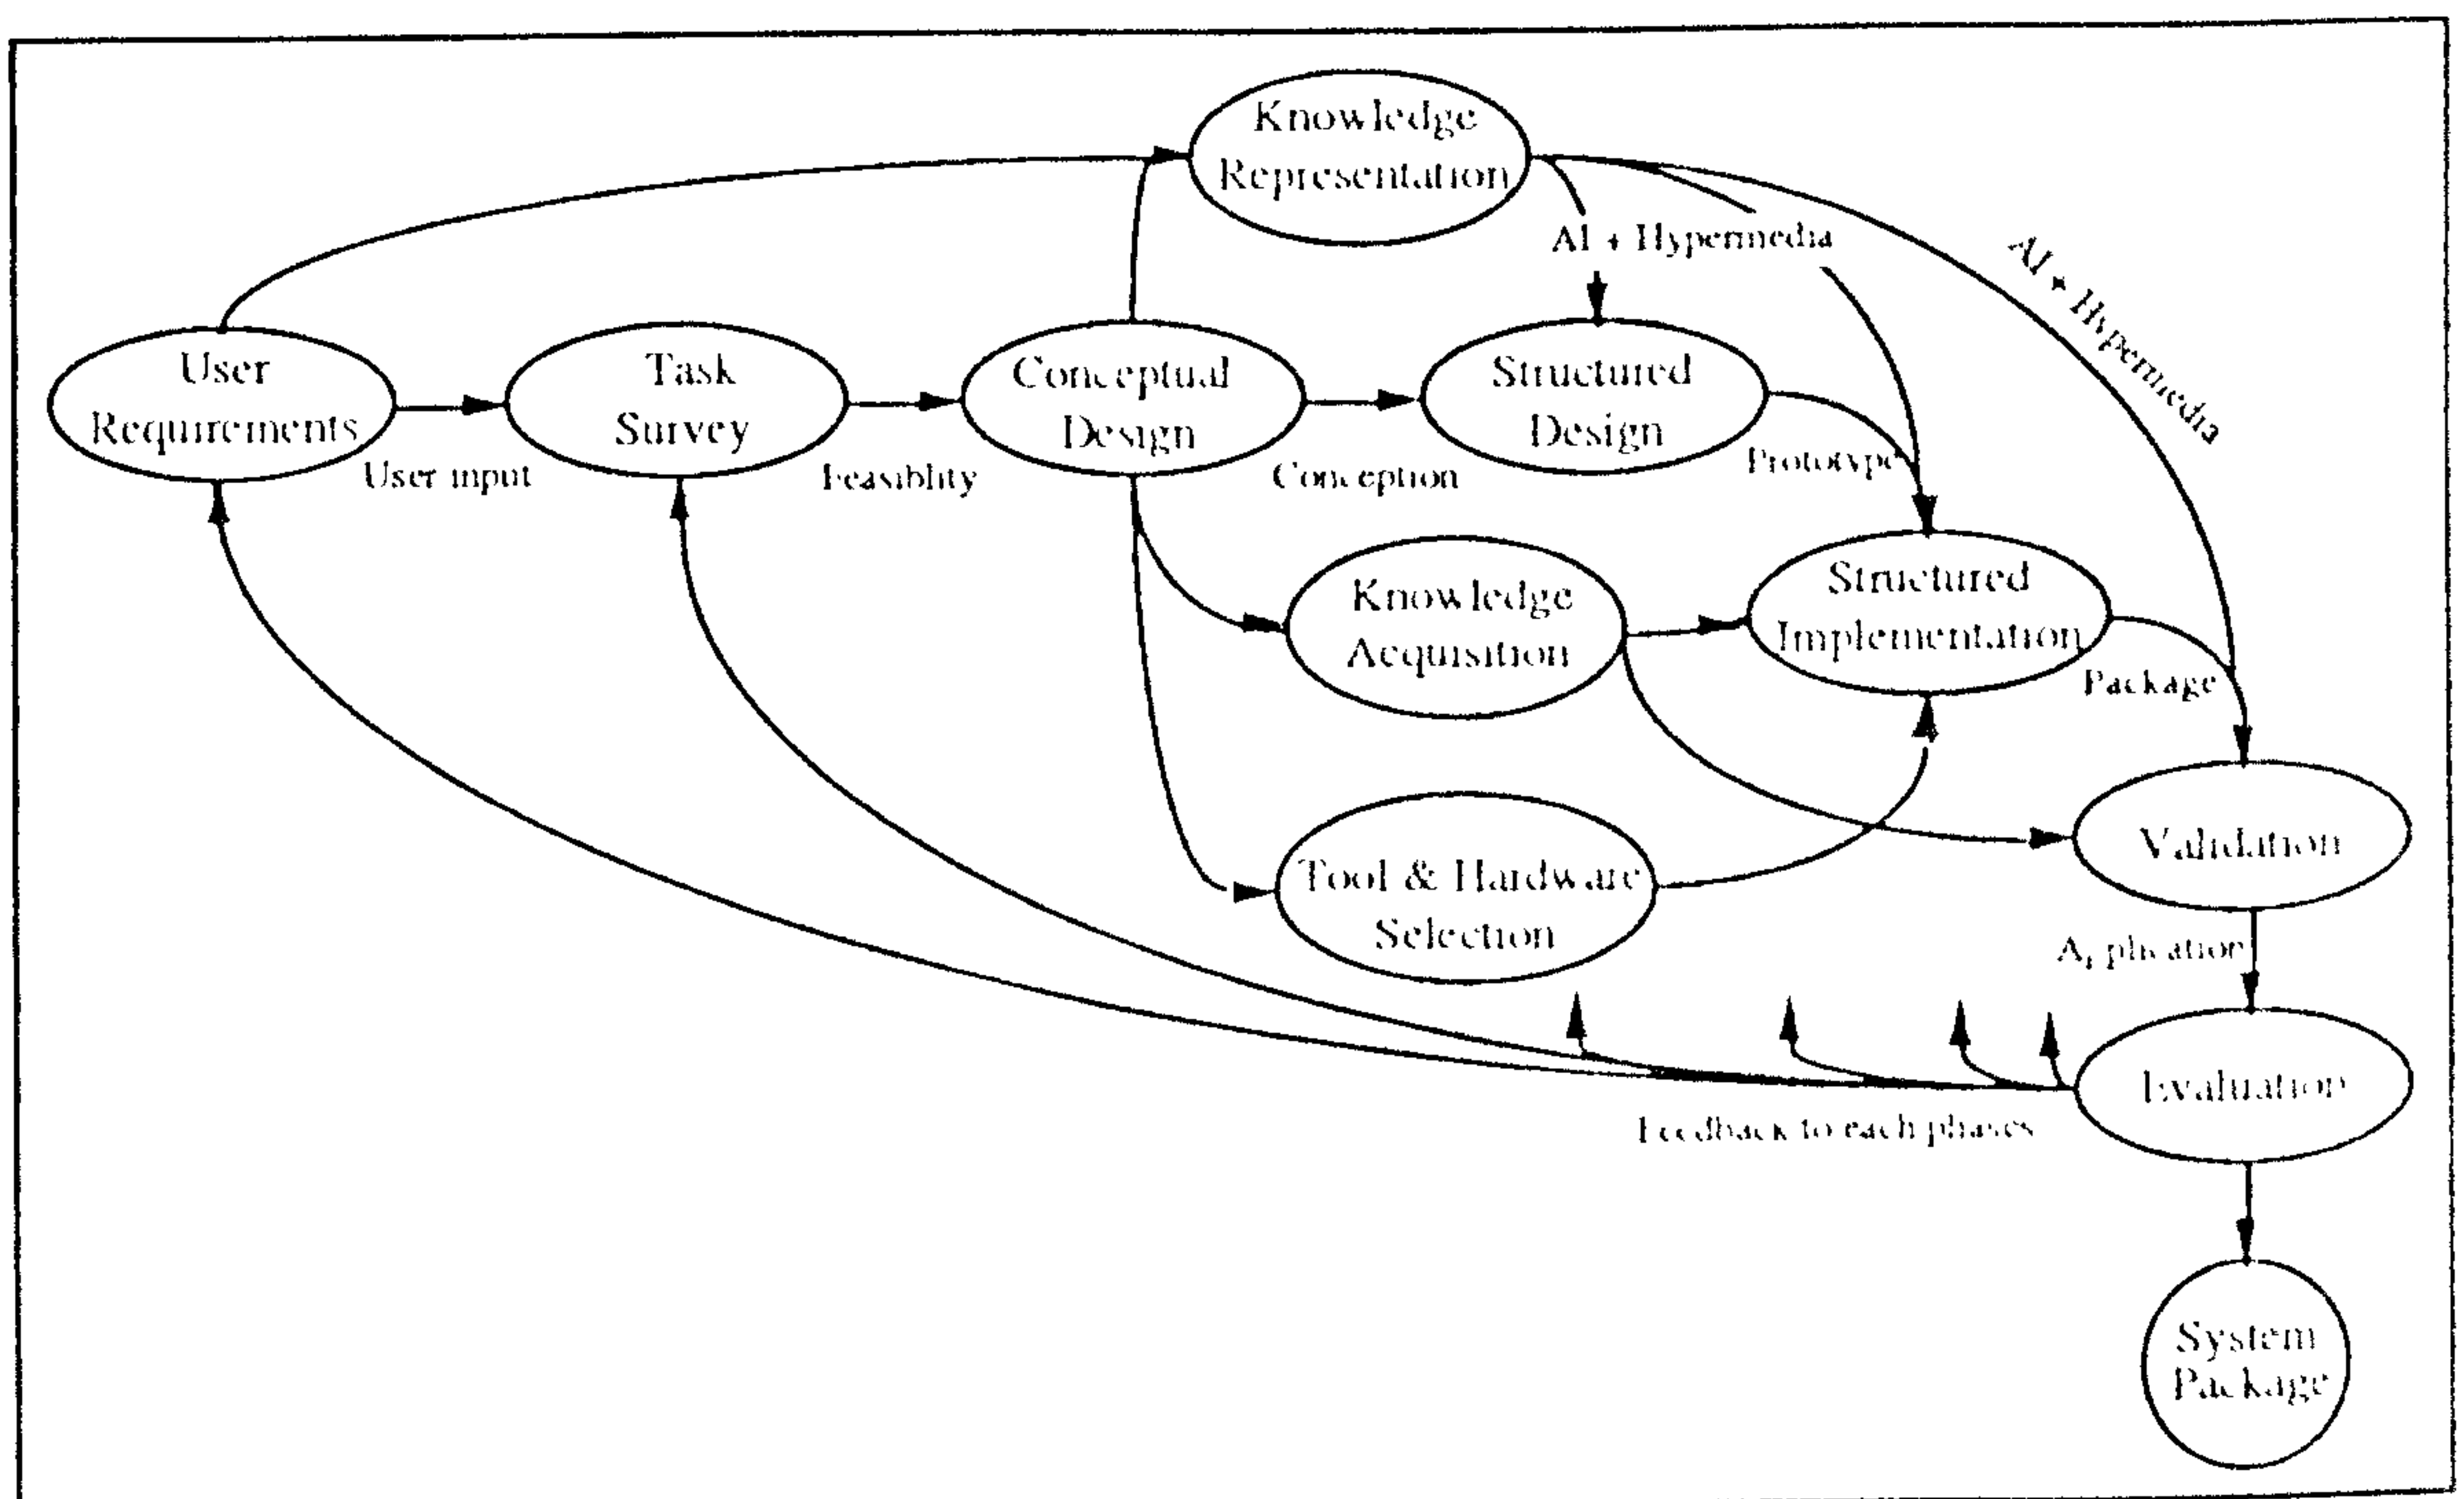 Knowledge
Representation
AI + Hypermedia
AI + Hypermedia
User
Requirements
Task
Survey
Conceptual
Design
Structured
Design
User input
Feasiblity
Conception
Prototype
Knowledge
Acquisition
Structured
Implementation
Package
Validation
Tool & Hardware
Selection
Application
Evaluation
Feedback to each phases
System
Package